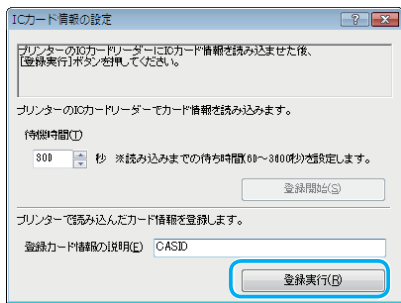 ICカード情報の設定
プリンターのICカードリーダーにICカード情報を読み込ませた後、
[登録実行]ボタンを押してください。
プリンターのICカードリーダーでカード情報を読み込みます。
待機時間(T)
300 秒 ※読み込みまでの待ち時間(60～3600秒)を設定します。
登録開始(S)
プリンターで読み込んだカード情報を登録します。
登録カード情報の説明(E) CASIO
登録実行(R)